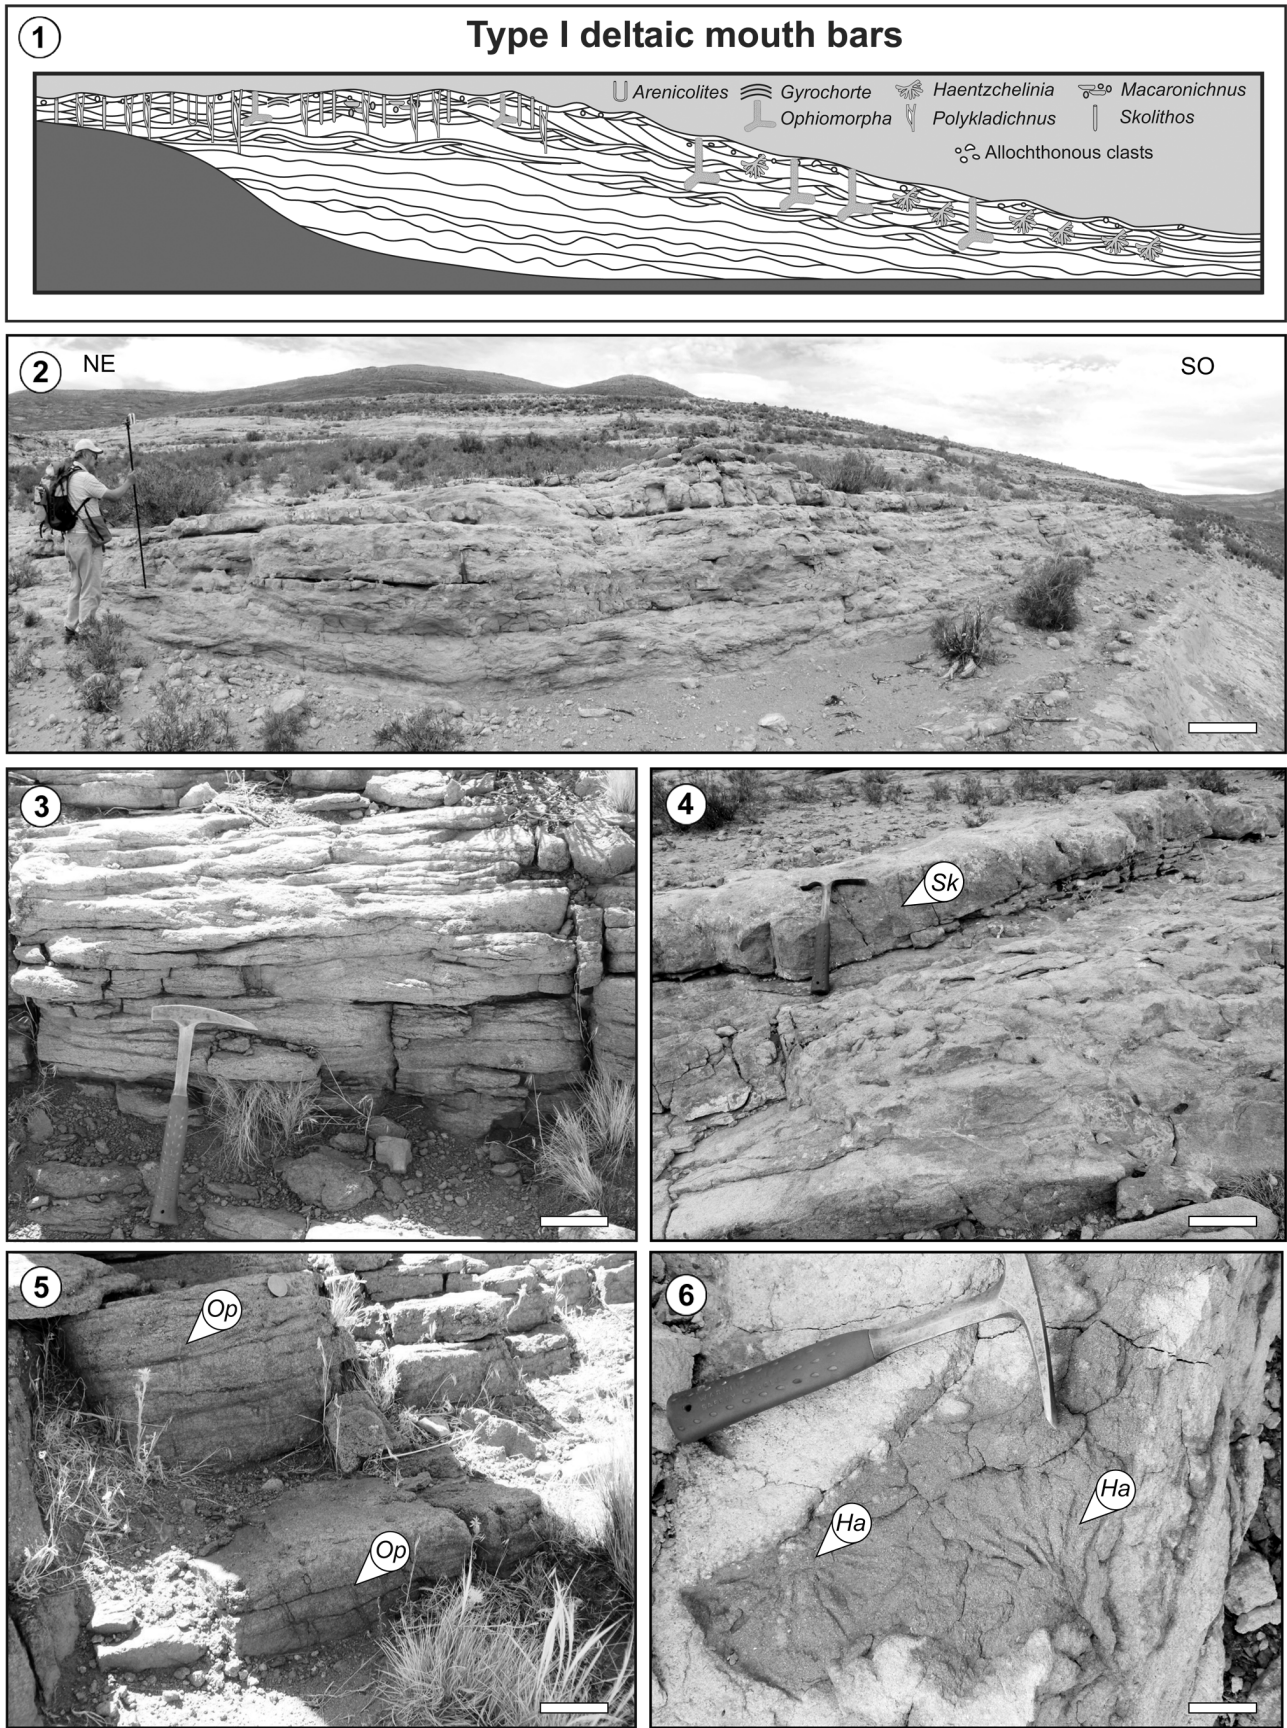 1
Type I deltaic mouth bars
Arenicolites Gyrochorte Haentzchelinia Macaronichnus
Ophiomorpha Polykladichnus Skolithos
Allochthonous clasts
2 NE SO
3
4
Sk
5
Op
Op
6
Ha
Ha